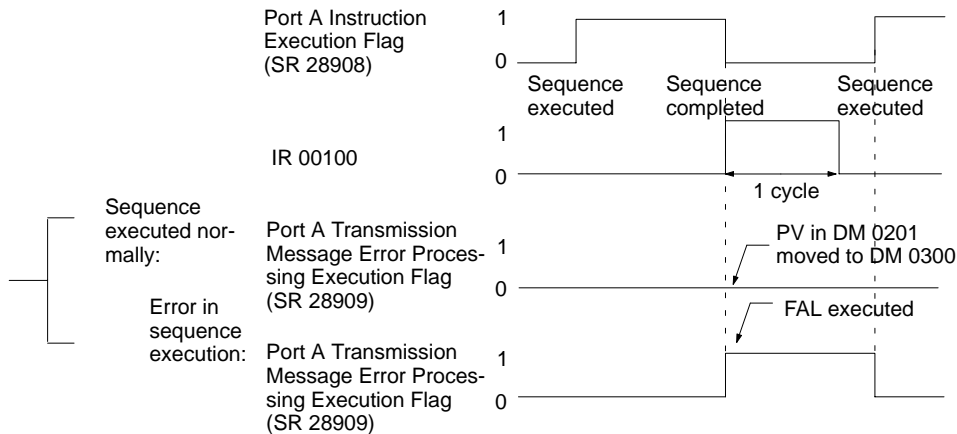 Port A Instruction
Execution Flag
(SR 28908)
1
0
Sequence
executed
Sequence
completed
Sequence
executed
IR 00100
1
0
1 cycle
Sequence
executed nor-
mally:
Port A Transmission
Message Error Proces-
sing Execution Flag
(SR 28909)
1
0
PV in DM 0201
moved to DM 0300
FAL executed
Error in
sequence
execution:
Port A Transmission
Message Error Proces-
sing Execution Flag
(SR 28909)
1
0